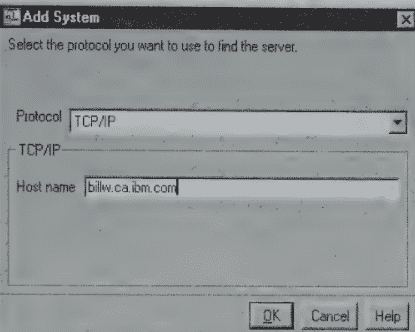 Add System
Select the protocol you want to use to find the server.
Protocol TCP/IP
TCP/IP
Host name billw.ca.ibm.com
OK Cancel Help